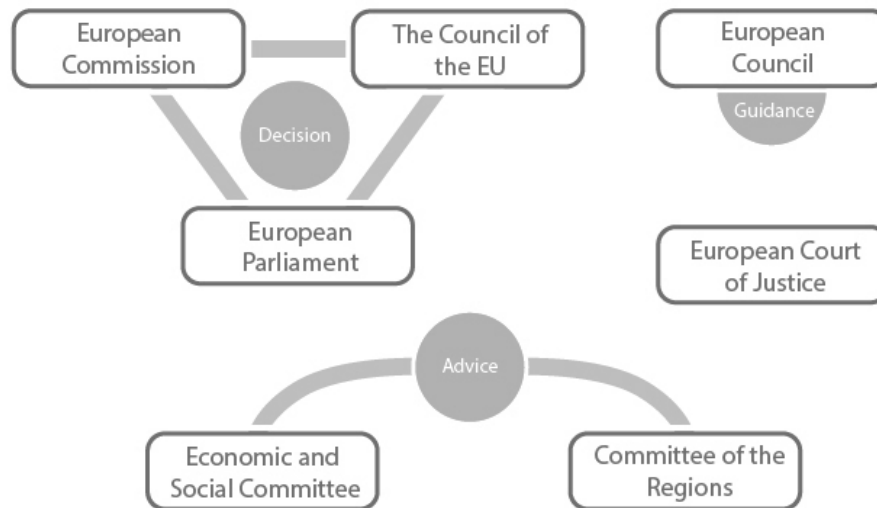 European
Commission
The Council of
the EU
European
Council
Guidance
Decision
European
Parliament
European Court
of Justice
Advice
Economic and
Social Committee
Committee of the
Regions